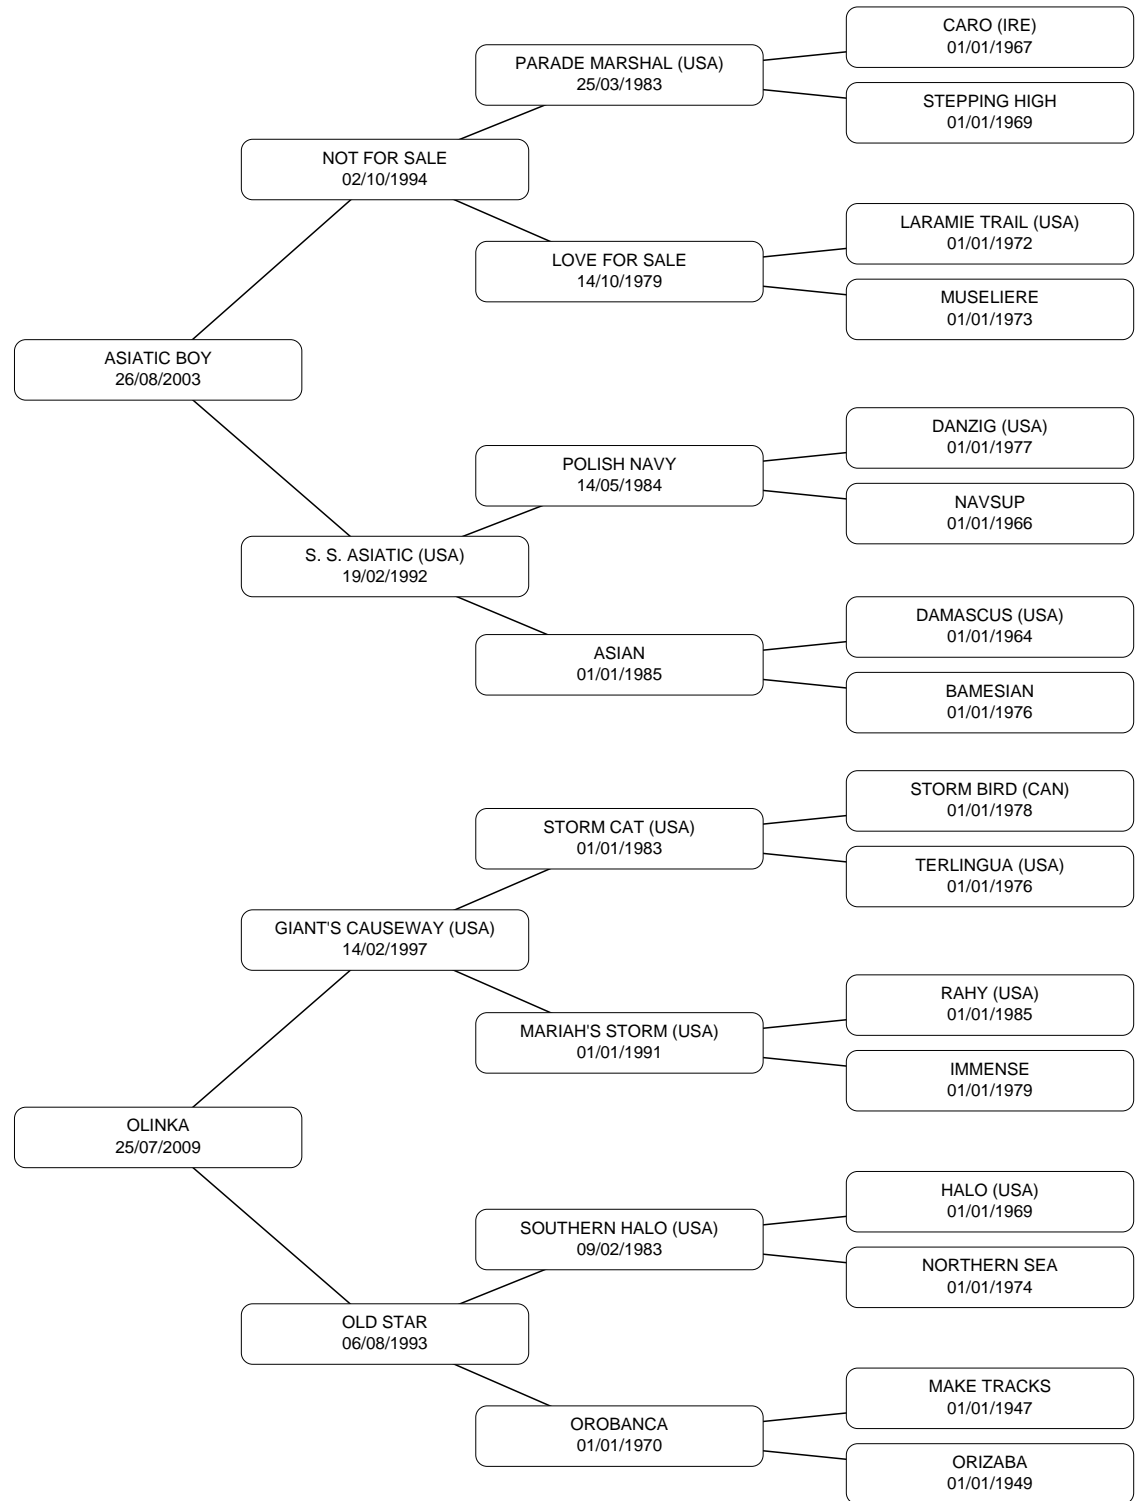 CARO (IRE)
01/01/1967
PARADE MARSHAL (USA)
25/03/1983
STEPPING HIGH
01/01/1969
NOT FOR SALE
02/10/1994
LARAMIE TRAIL (USA)
01/01/1972
LOVE FOR SALE
14/10/1979
MUSELIERE
01/01/1973
ASIATIC BOY
26/08/2003
DANZIG (USA)
01/01/1977
POLISH NAVY
14/05/1984
NAVSUP
01/01/1966
S. S. ASIATIC (USA)
19/02/1992
DAMASCUS (USA)
01/01/1964
ASIAN
01/01/1985
BAMESIAN
01/01/1976
STORM BIRD (CAN)
01/01/1978
STORM CAT (USA)
01/01/1983
TERLINGUA (USA)
01/01/1976
GIANT'S CAUSEWAY (USA)
14/02/1997
RAHY (USA)
01/01/1985
MARIAH'S STORM (USA)
01/01/1991
IMMENSE
01/01/1979
OLINKA
25/07/2009
HALO (USA)
01/01/1969
SOUTHERN HALO (USA)
09/02/1983
NORTHERN SEA
01/01/1974
OLD STAR
06/08/1993
MAKE TRACKS
01/01/1947
OROBANCA
01/01/1970
ORIZABA
01/01/1949